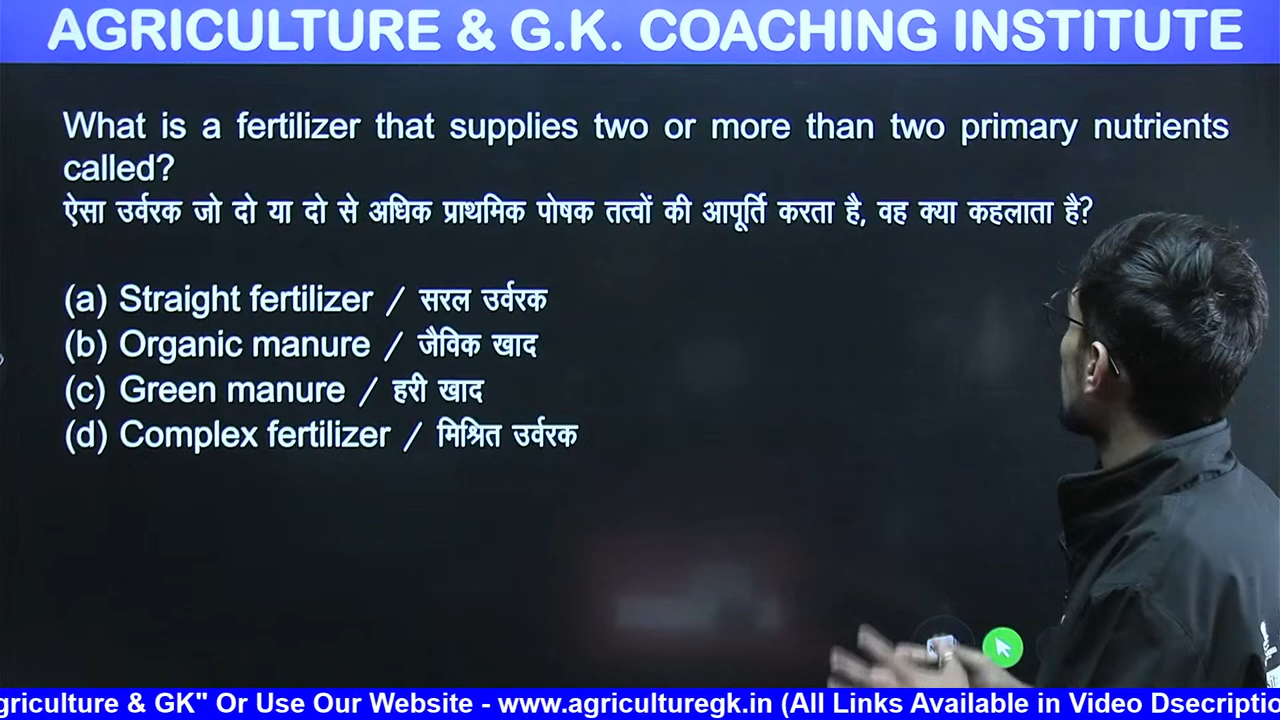 AGRICULTURE & G.K. COACHING INSTITUTE
What is a fertilizer that supplies two or more than two primary nutrients
called?
ऐसा उर्वरक जो दो या दो से अधिक प्राथमिक पोषक तत्वों की आपूर्ति करता है, वह क्या कहलाता है?
(a) Straight fertilizer / सरल उर्वरक
(b) Organic manure / जैविक खाद
(c) Green manure / हरी खाद
(d) Complex fertilizer / मिश्रित उर्वरक
griculture & GK" Or Use Our Website - www.agriculturegk.in (All Links Available in Video Dsecriptio